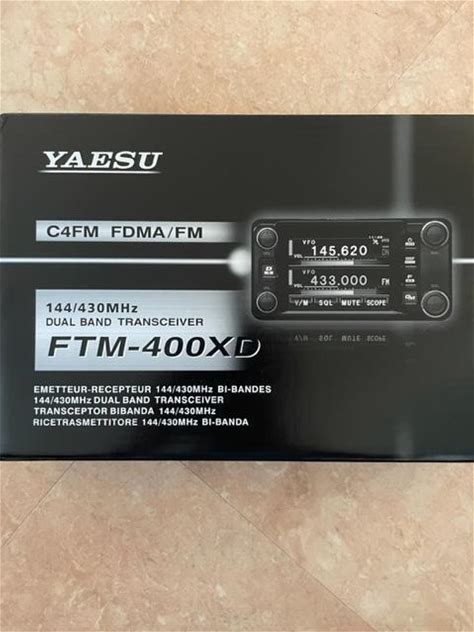 YAESU
C4FM FDMA/FM
VFO
145.620
VOL
VFO
433.000
FM
VOL
V/M SQL MUTE SCOPE
144/430MHz
DUAL BAND TRANSCEIVER
FTM-400XD
EMETTEUR-RECEPTEUR 144/430MHz BI-BANDES
144/430MHz DUAL BAND TRANSCEIVER
TRANSCEPTOR BIBANDA 144/430MHz
RICETRASMETTITORE 144/430MHz BI-BANDA